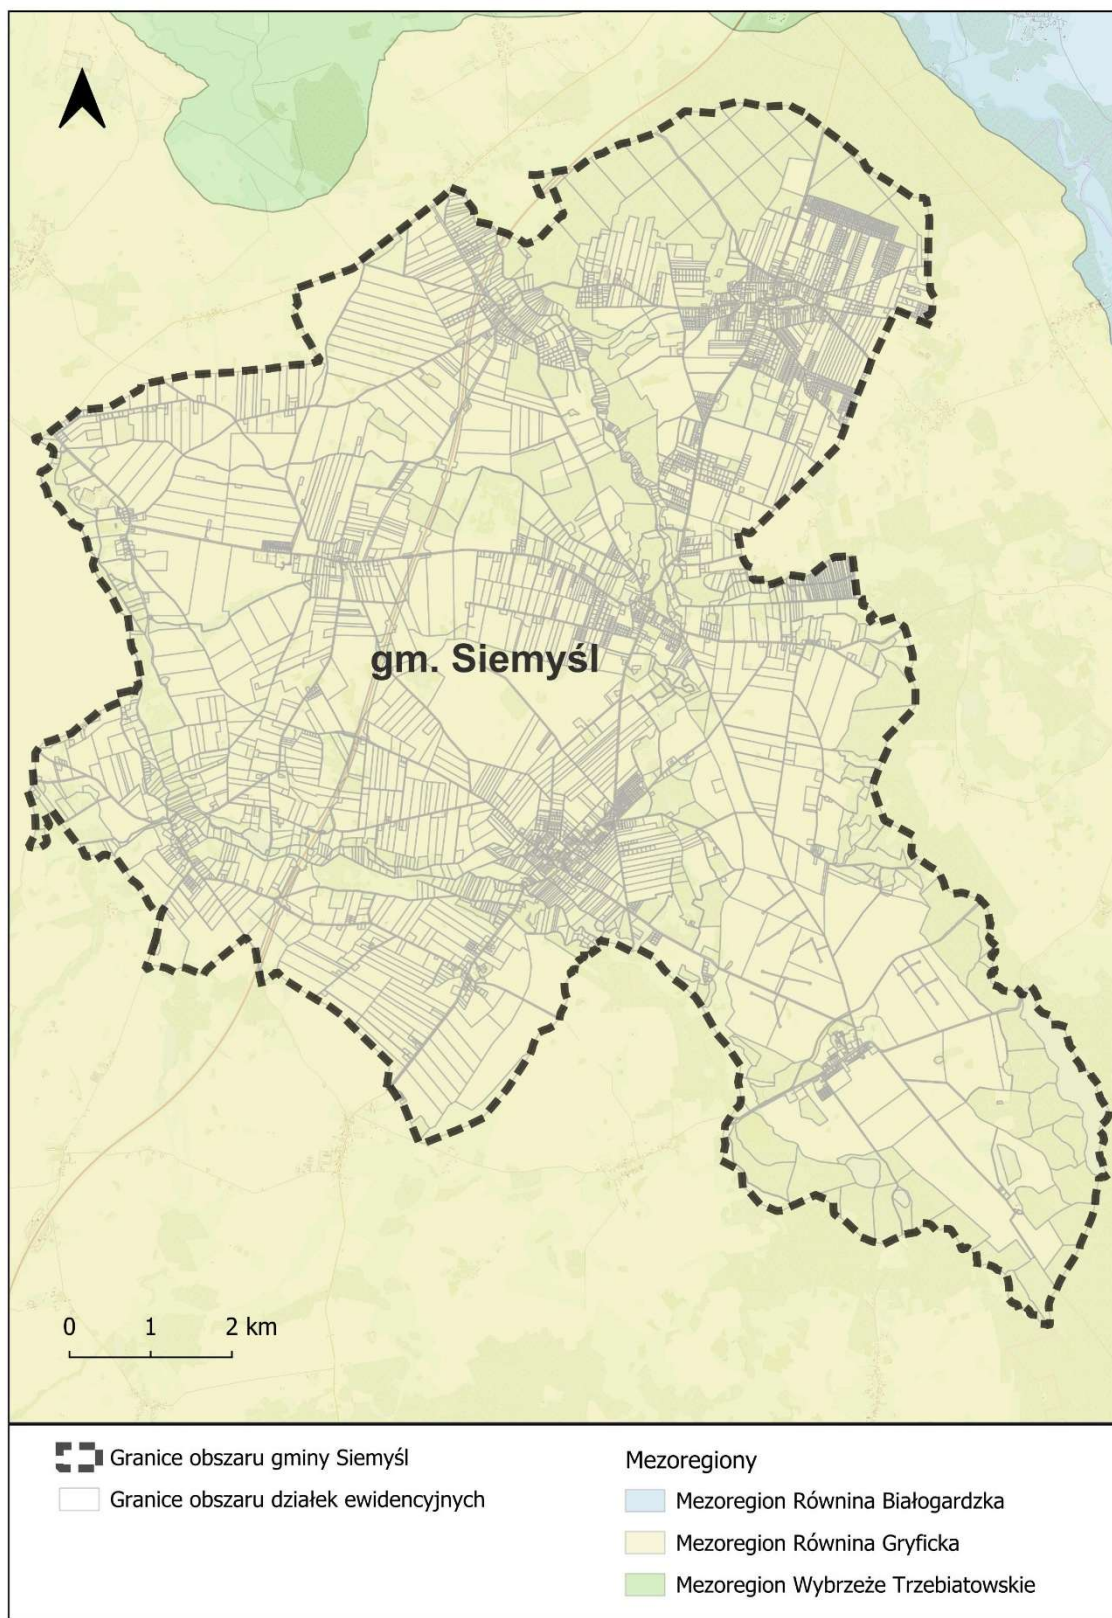 gm. Siemyśl
0 1 2 km
Granice obszaru gminy Siemyśl
Granice obszaru działek ewidencyjnych
Mezoregiony
Mezoregion Równina Białogardzka
Mezoregion Równina Gryficka
Mezoregion Wybrzeże Trzebiatowskie